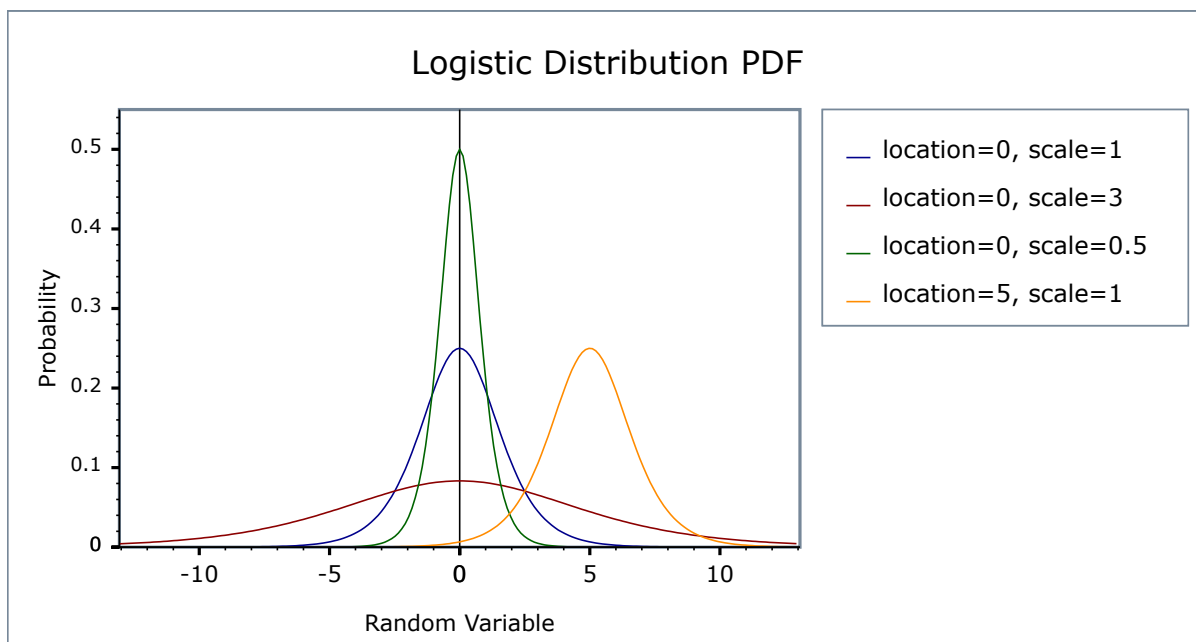 Logistic Distribution PDF
0.5
0.4
0.3
0.2
0.1
0
Probability
-10 -5 0 5 10
Random Variable
location=0, scale=1
location=0, scale=3
location=0, scale=0.5
location=5, scale=1